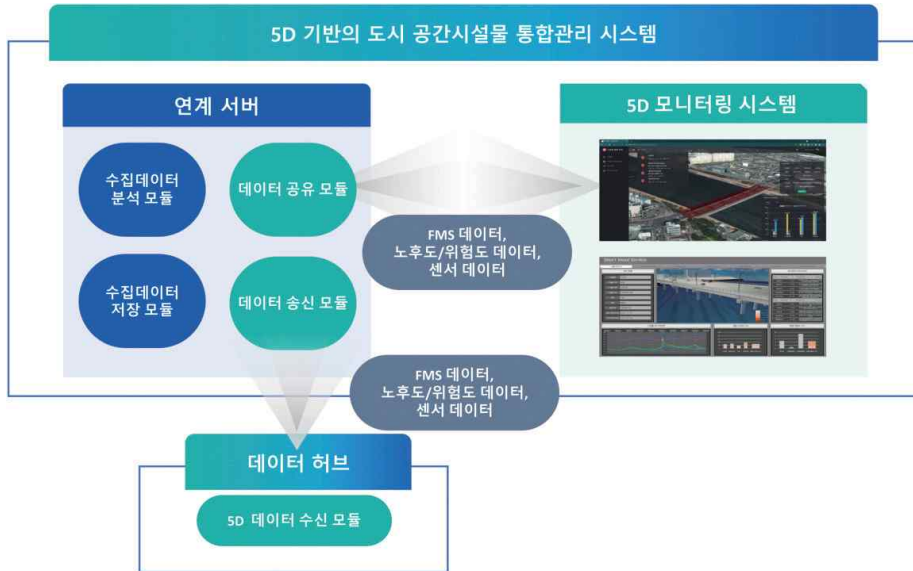 5D 기반의 도시 공간시설물 통합관리 시스템
연계 서버
수집데이터
분석 모듈
데이터 공유 모듈
수집데이터
저장 모듈
데이터 송신 모듈
FMS 데이터,
노후도/위험도 데이터,
센서 데이터
5D 모니터링 시스템
FMS 데이터,
노후도/위험도 데이터,
센서 데이터
데이터 허브
5D 데이터 수신 모듈